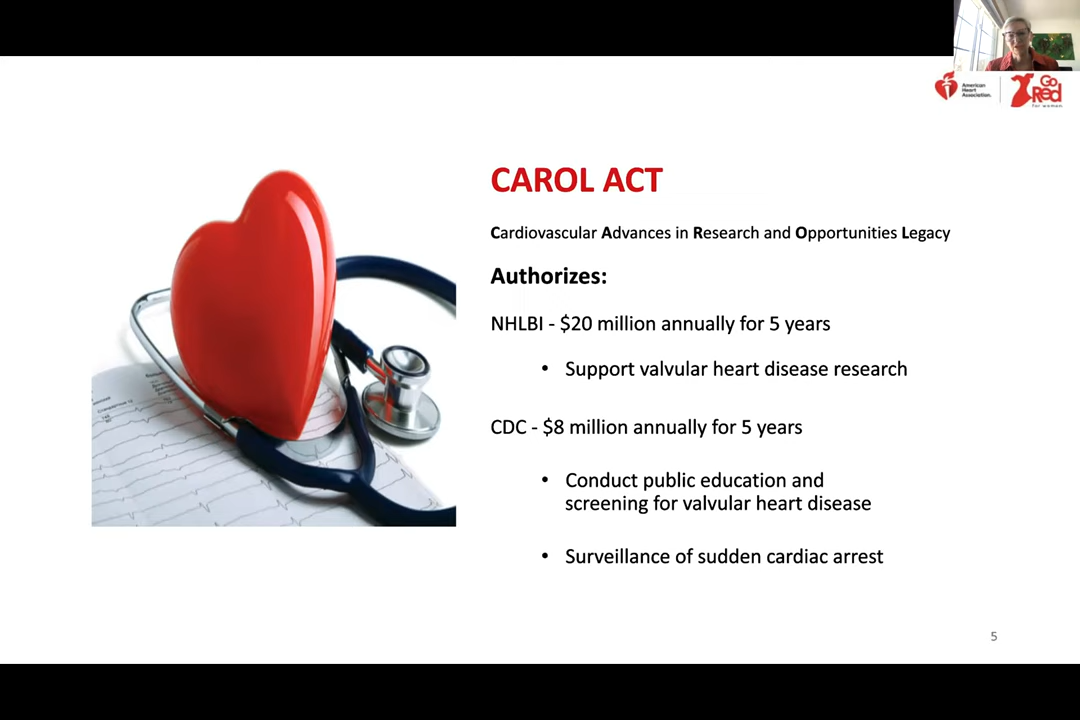 American
Heart
Association.
Go
Red
for women
CAROL ACT
Cardiovascular Advances in Research and Opportunities Legacy
Authorizes:
NHLBI - $20 million annually for 5 years
• Support valvular heart disease research
CDC - $8 million annually for 5 years
• Conduct public education and
screening for valvular heart disease
• Surveillance of sudden cardiac arrest
5